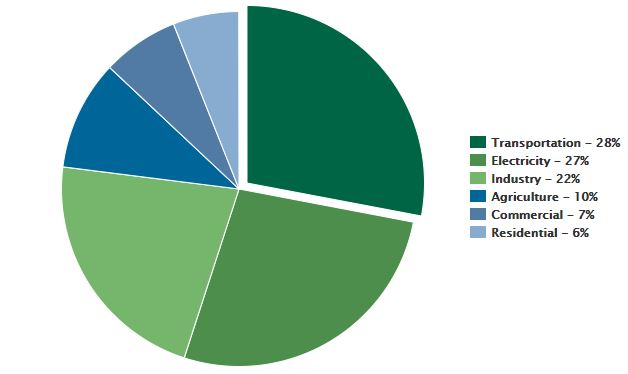 Transportation – 28%
Electricity – 27%
Industry – 22%
Agriculture – 10%
Commercial – 7%
Residential – 6%